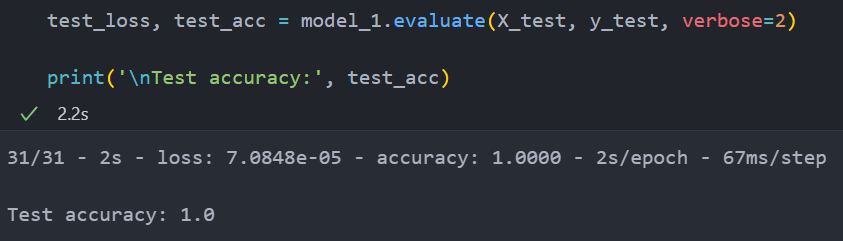 test_loss, test_acc = model_1.evaluate(X_test, y_test, verbose=2)
print('\nTest accuracy:', test_acc)
2.2s
31/31 - 2s - loss: 7.0848e-05 - accuracy: 1.0000 - 2s/epoch - 67ms/step
Test accuracy: 1.0